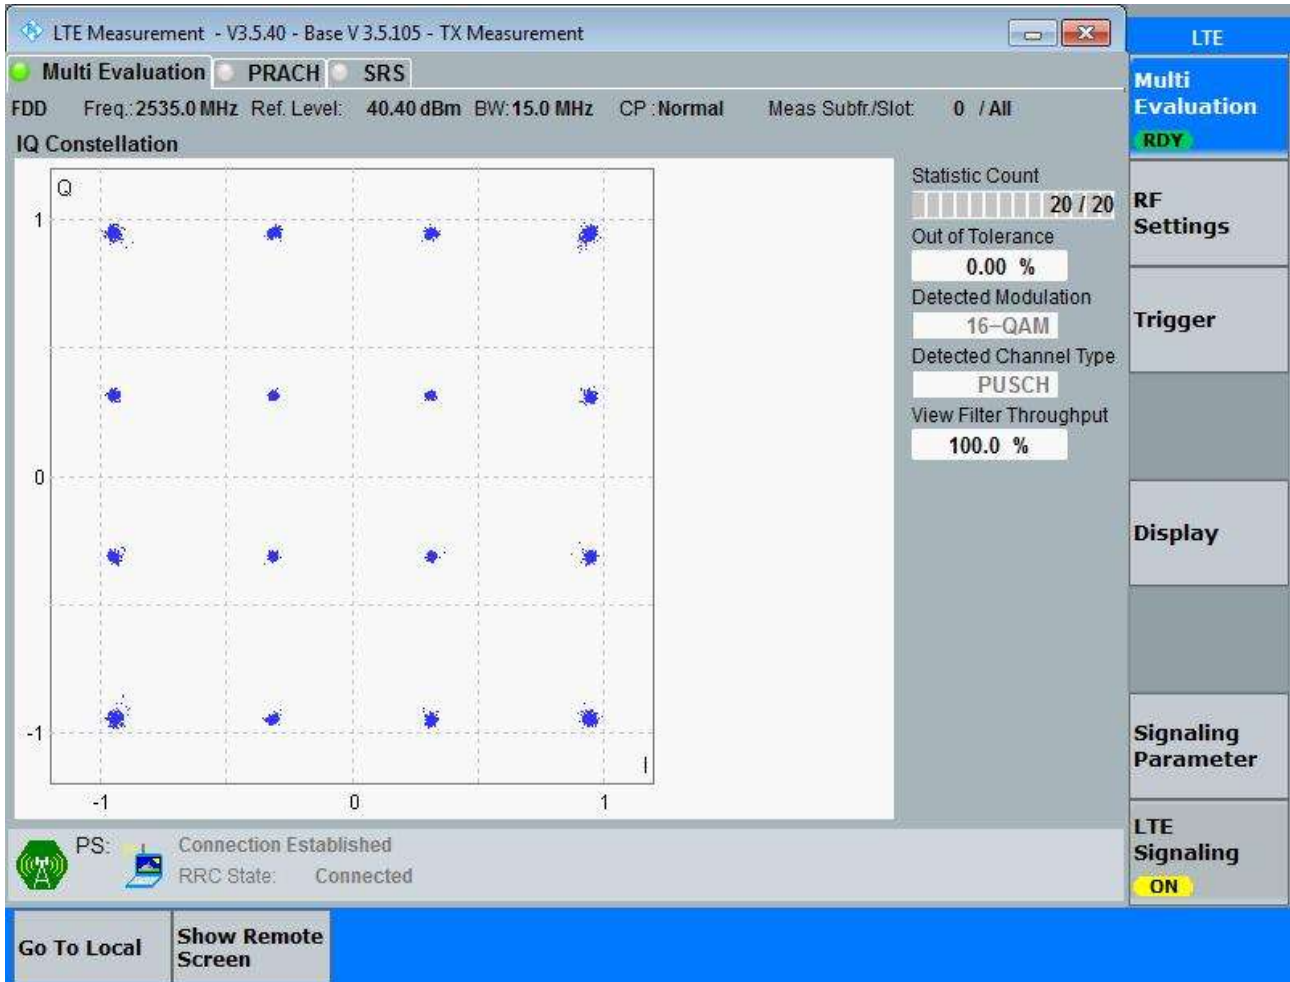 LTE Measurement - V3.5.40 - Base V 3.5.105 - TX Measurement
LTE
Multi Evaluation PRACH SRS
FDD Freq.: 2535.0 MHz Ref. Level: 40.40 dBm BW: 15.0 MHz CP : Normal Meas Subfr./Slot: 0 / All
IQ Constellation
Q
1
0
-1
I
-1 0 1
Statistic Count
20 / 20
Out of Tolerance
0.00 %
Detected Modulation
16-QAM
Detected Channel Type
PUSCH
View Filter Throughput
100.0 %
PS: Connection Established
RRC State: Connected
Multi
Evaluation
RDY
RF
Settings
Trigger
Display
Signaling
Parameter
LTE
Signaling
ON
Go To Local
Show Remote
Screen